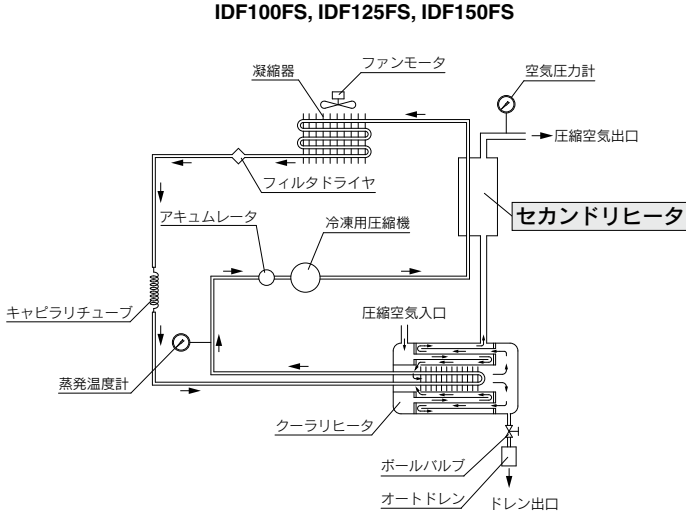 IDF100FS, IDF125FS, IDF150FS
ファンモータ
凝縮器
空気圧力計
圧縮空気出口
フィルタドライヤ
セカンドリヒータ
アキュムレータ
冷凍用圧縮機
キャピラリチューブ
圧縮空気入口
蒸発温度計
クーラリヒータ
ボールバルブ
オートドレン
ドレン出口